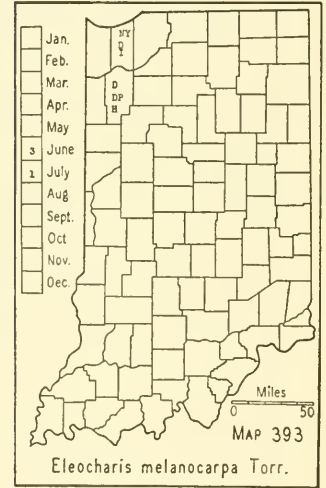 Jan.
Feb.
Mar.
Apr.
May
3 June
1 July
Aug
Sept.
Oct
Nov.
Dec.
NY
D
Y
D
DP
H
Miles
0 50
MAP 393
Eleocharis melanocarpa Torr.